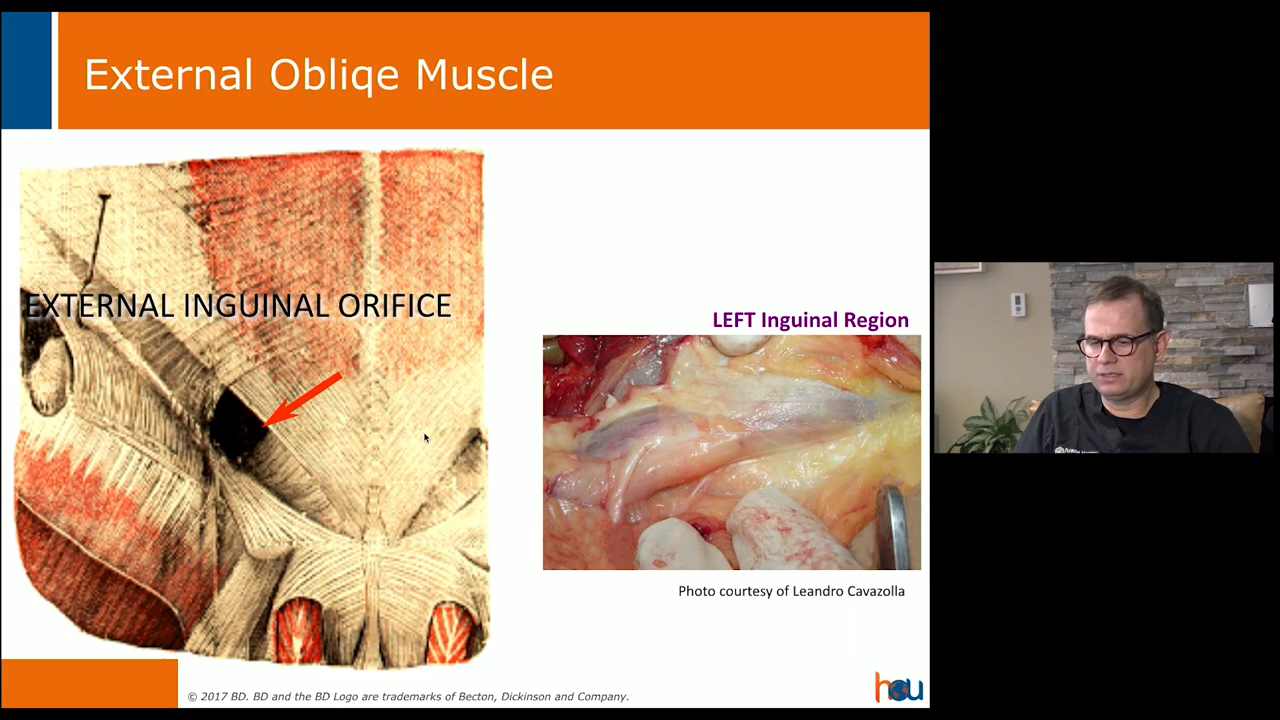 External Obliqe Muscle
EXTERNAL INGUINAL ORIFICE
LEFT Inguinal Region
Photo courtesy of Leandro Cavazolla
© 2017 BD. BD and the BD Logo are trademarks of Becton, Dickinson and Company.
hou